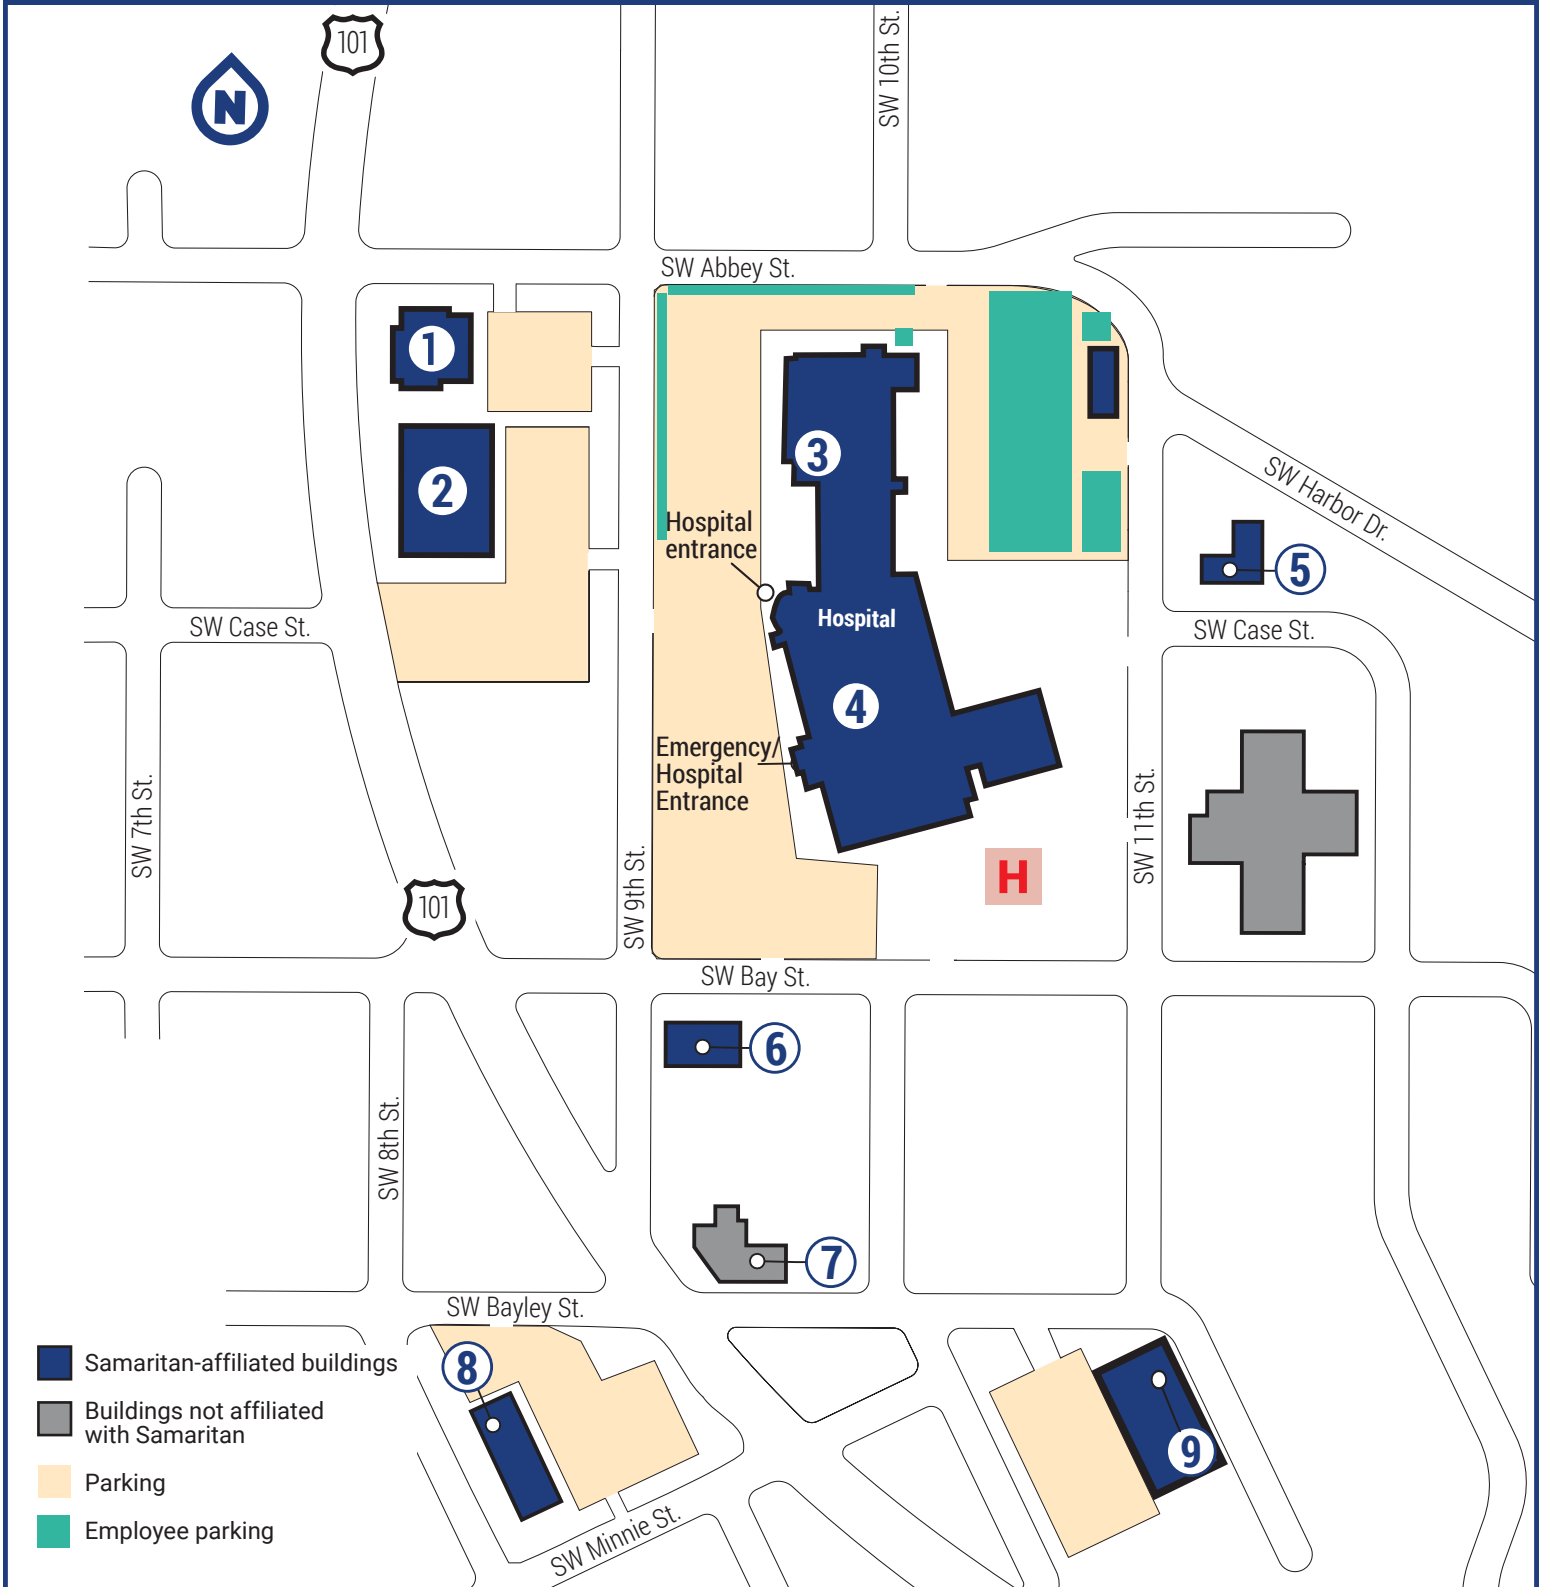 101
N
SW 10th St.
SW Abbey St.
1
2
3
SW Harbor Dr.
Hospital
entrance
5
Hospital
SW Case St.
SW Case St.
4
Emergency/
Hospital
Entrance
SW 7th St.
SW 9th St.
SW 11th St.
H
101
SW Bay St.
6
SW 8th St.
7
SW Bayley St.
8
9
SW Minnie St.
Samaritan-affiliated buildings
Buildings not affiliated
with Samaritan
Parking
Employee parking